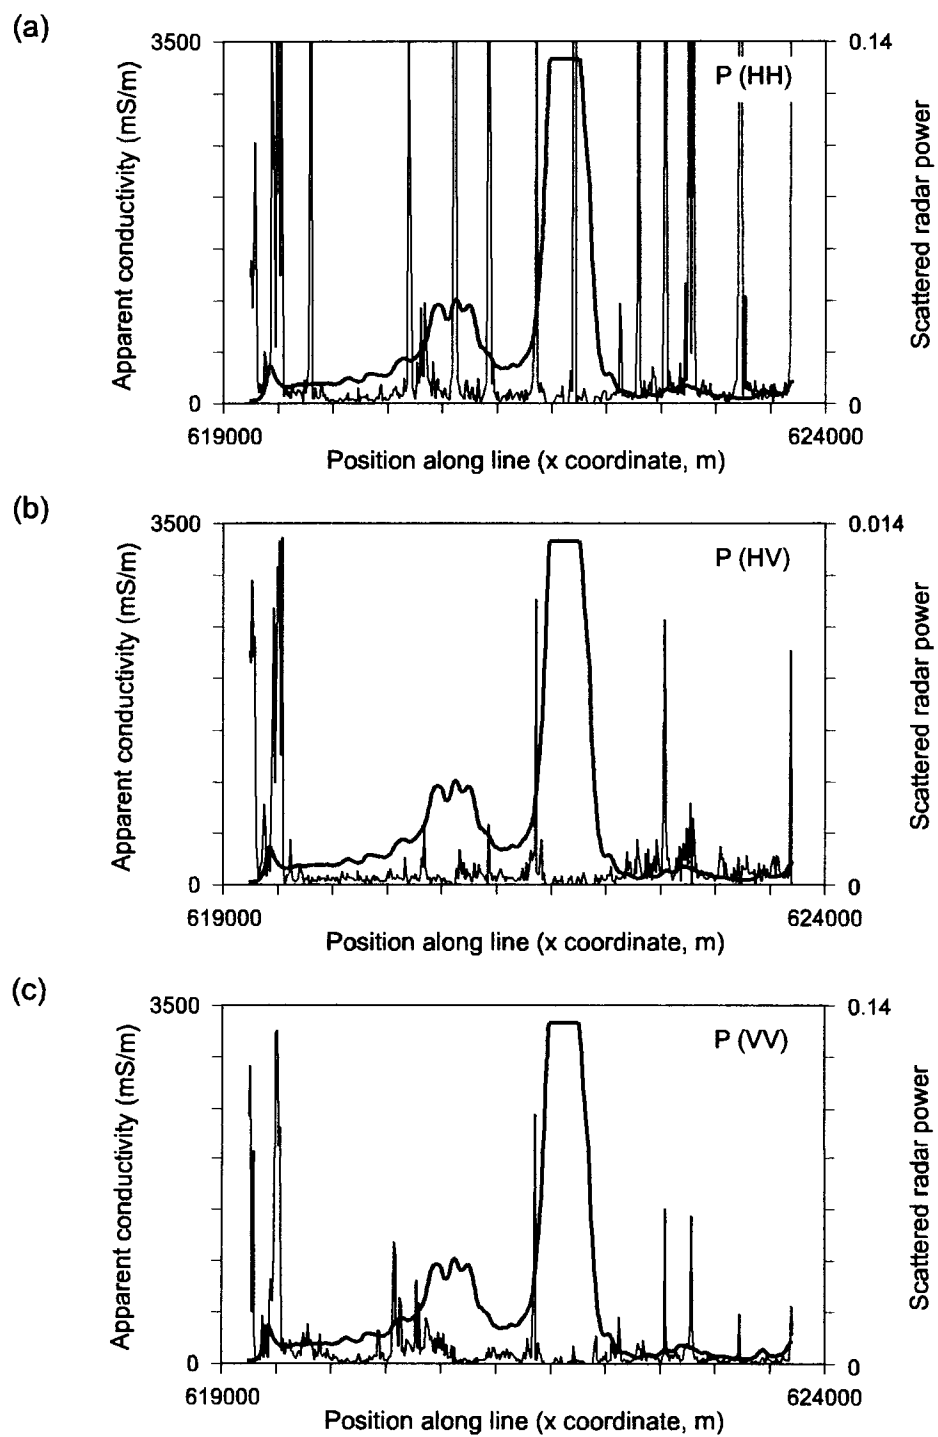 (a)
3500
0.14
P (HH)
Apparent conductivity (mS/m)
Scattered radar power
0
0
619000
624000
Position along line (x coordinate, m)
(b)
3500
0.014
P (HV)
Apparent conductivity (mS/m)
Scattered radar power
0
0
619000
624000
Position along line (x coordinate, m)
(c)
3500
0.14
P (VV)
Apparent conductivity (mS/m)
Scattered radar power
0
0
619000
624000
Position along line (x coordinate, m)